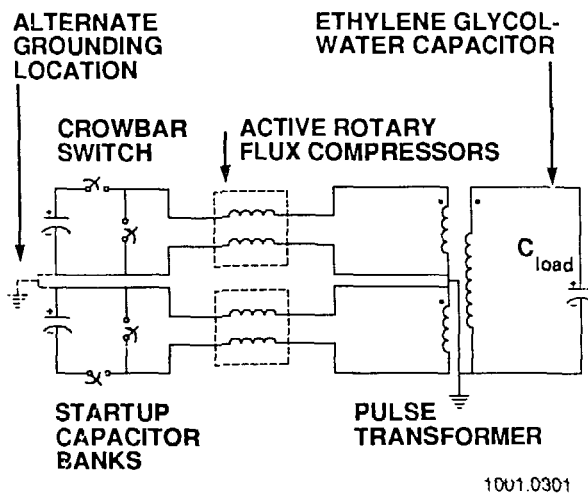 ALTERNATE
GROUNDING
LOCATION
ETHYLENE GLYCOL-
WATER CAPACITOR
CROWBAR
SWITCH
ACTIVE ROTARY
FLUX COMPRESSORS
+
-
+
-
C load
+
STARTUP
CAPACITOR
BANKS
PULSE
TRANSFORMER
1001.0301